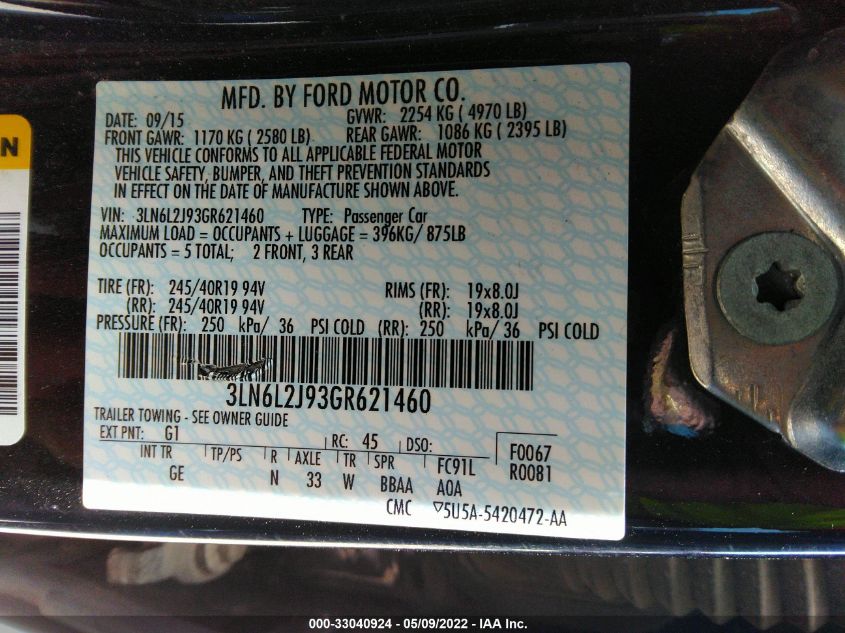 MFD. BY FORD MOTOR CO.
DATE: 09/15 GVWR: 2254 KG ( 4970 LB)
FRONT GAWR: 1170 KG ( 2580 LB) REAR GAWR: 1086 KG ( 2395 LB)
THIS VEHICLE CONFORMS TO ALL APPLICABLE FEDERAL MOTOR
VEHICLE SAFETY, BUMPER, AND THEFT PREVENTION STANDARDS
IN EFFECT ON THE DATE OF MANUFACTURE SHOWN ABOVE.
VIN: 3LN6L2J93GR621460 TYPE: Passenger Car
MAXIMUM LOAD = OCCUPANTS + LUGGAGE = 396KG/ 875LB
OCCUPANTS = 5 TOTAL; 2 FRONT, 3 REAR
TIRE (FR): 245/40R19 94V RIMS (FR): 19x8.0J
(RR): 245/40R19 94V (RR): 19x8.0J
PRESSURE (FR): 250 kPa/ 36 PSI COLD (RR): 250 kPa/ 36 PSI COLD
3LN6L2J93GR621460
TRAILER TOWING - SEE OWNER GUIDE
EXT PNT: G1 RC: 45 DSO: F0067
INT TR TP/PS R AXLE TR SPR FC91L R0081
GE N 33 W BBAA A0A
CMC ▽5U5A-5420472-AA
N
000-33040924 - 05/09/2022 - IAA Inc.